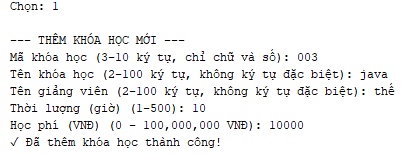 Chọn: 1
--- THÊM KHÓA HỌC MỚI ---
Mã khóa học (3-10 ký tự, chỉ chữ và số): 003
Tên khóa học (2-100 ký tự, không ký tự đặc biệt): java
Tên giảng viên (2-100 ký tự, không ký tự đặc biệt): thế
Thời lượng (giờ) (1-500): 10
Học phí (VNĐ) (0 - 100,000,000 VNĐ): 10000
✓ Đã thêm khóa học thành công!